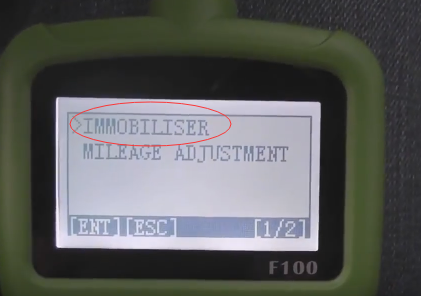 >IMMOBILISER
MILEAGE ADJUSTMENT
[ENT][ESC] [1/2]
F100